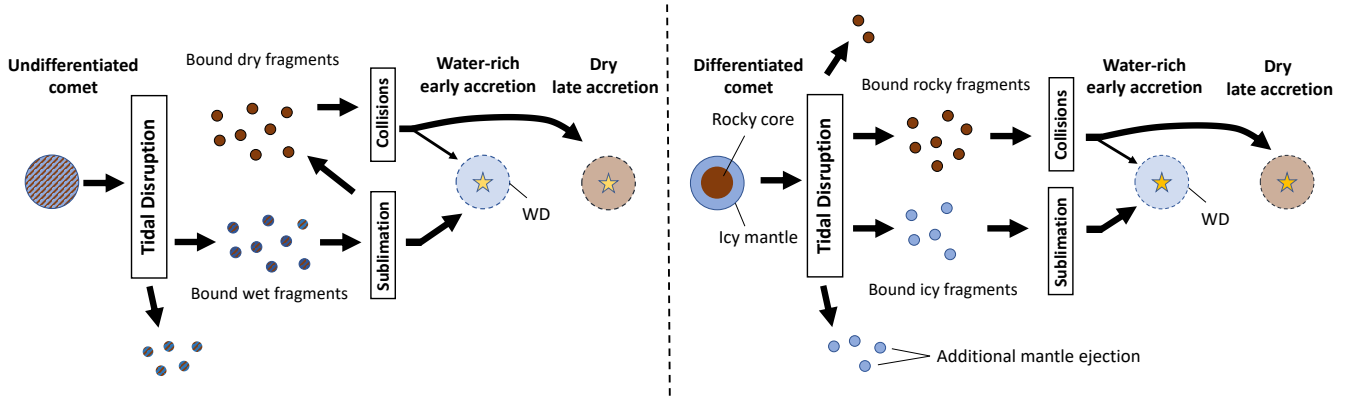 Undifferentiated
comet
Tidal Disruption
Bound dry fragments
Bound wet fragments
Collisions
Sublimation
Water-rich
early accretion
Dry
late accretion
WD
Differentiated
comet
Rocky core
Icy mantle
Tidal Disruption
Bound rocky fragments
Bound icy fragments
Additional mantle ejection
Collisions
Sublimation
Water-rich
early accretion
Dry
late accretion
WD